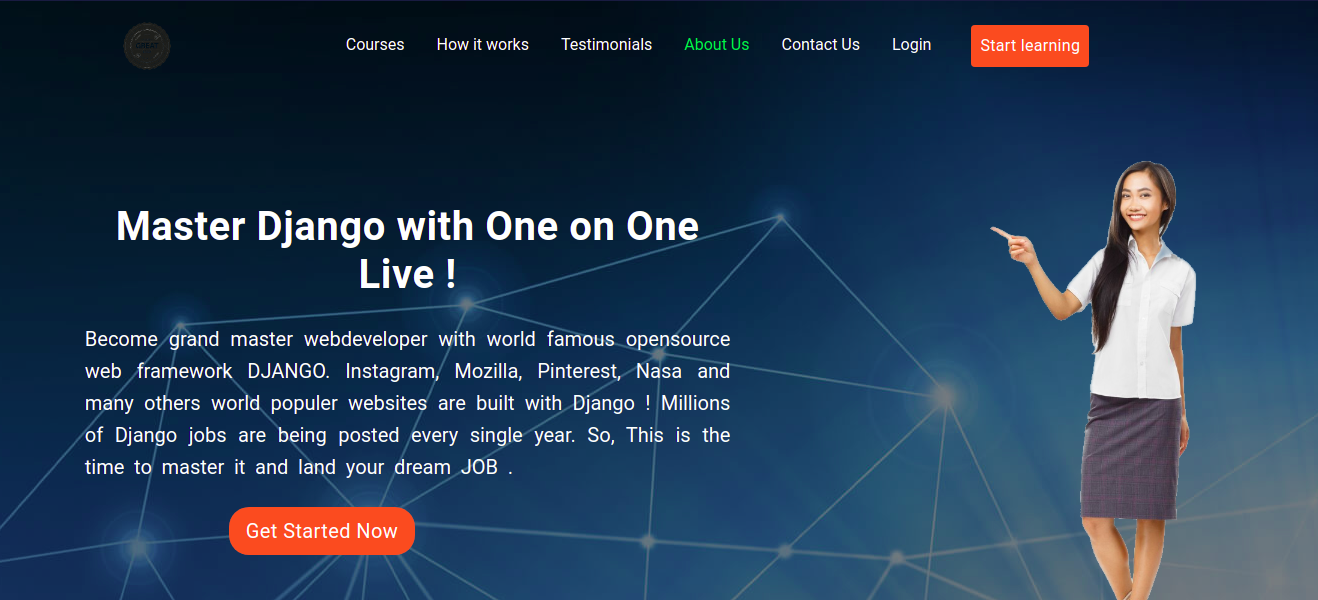 Courses How it works Testimonials About Us Contact Us Login Start learning
Master Django with One on One
Live !
Become grand master webdeveloper with world famous opensource
web framework DJANGO. Instagram, Mozilla, Pinterest, Nasa and
many others world populer websites are built with Django ! Millions
of Django jobs are being posted every single year. So, This is the
time to master it and land your dream JOB .
Get Started Now